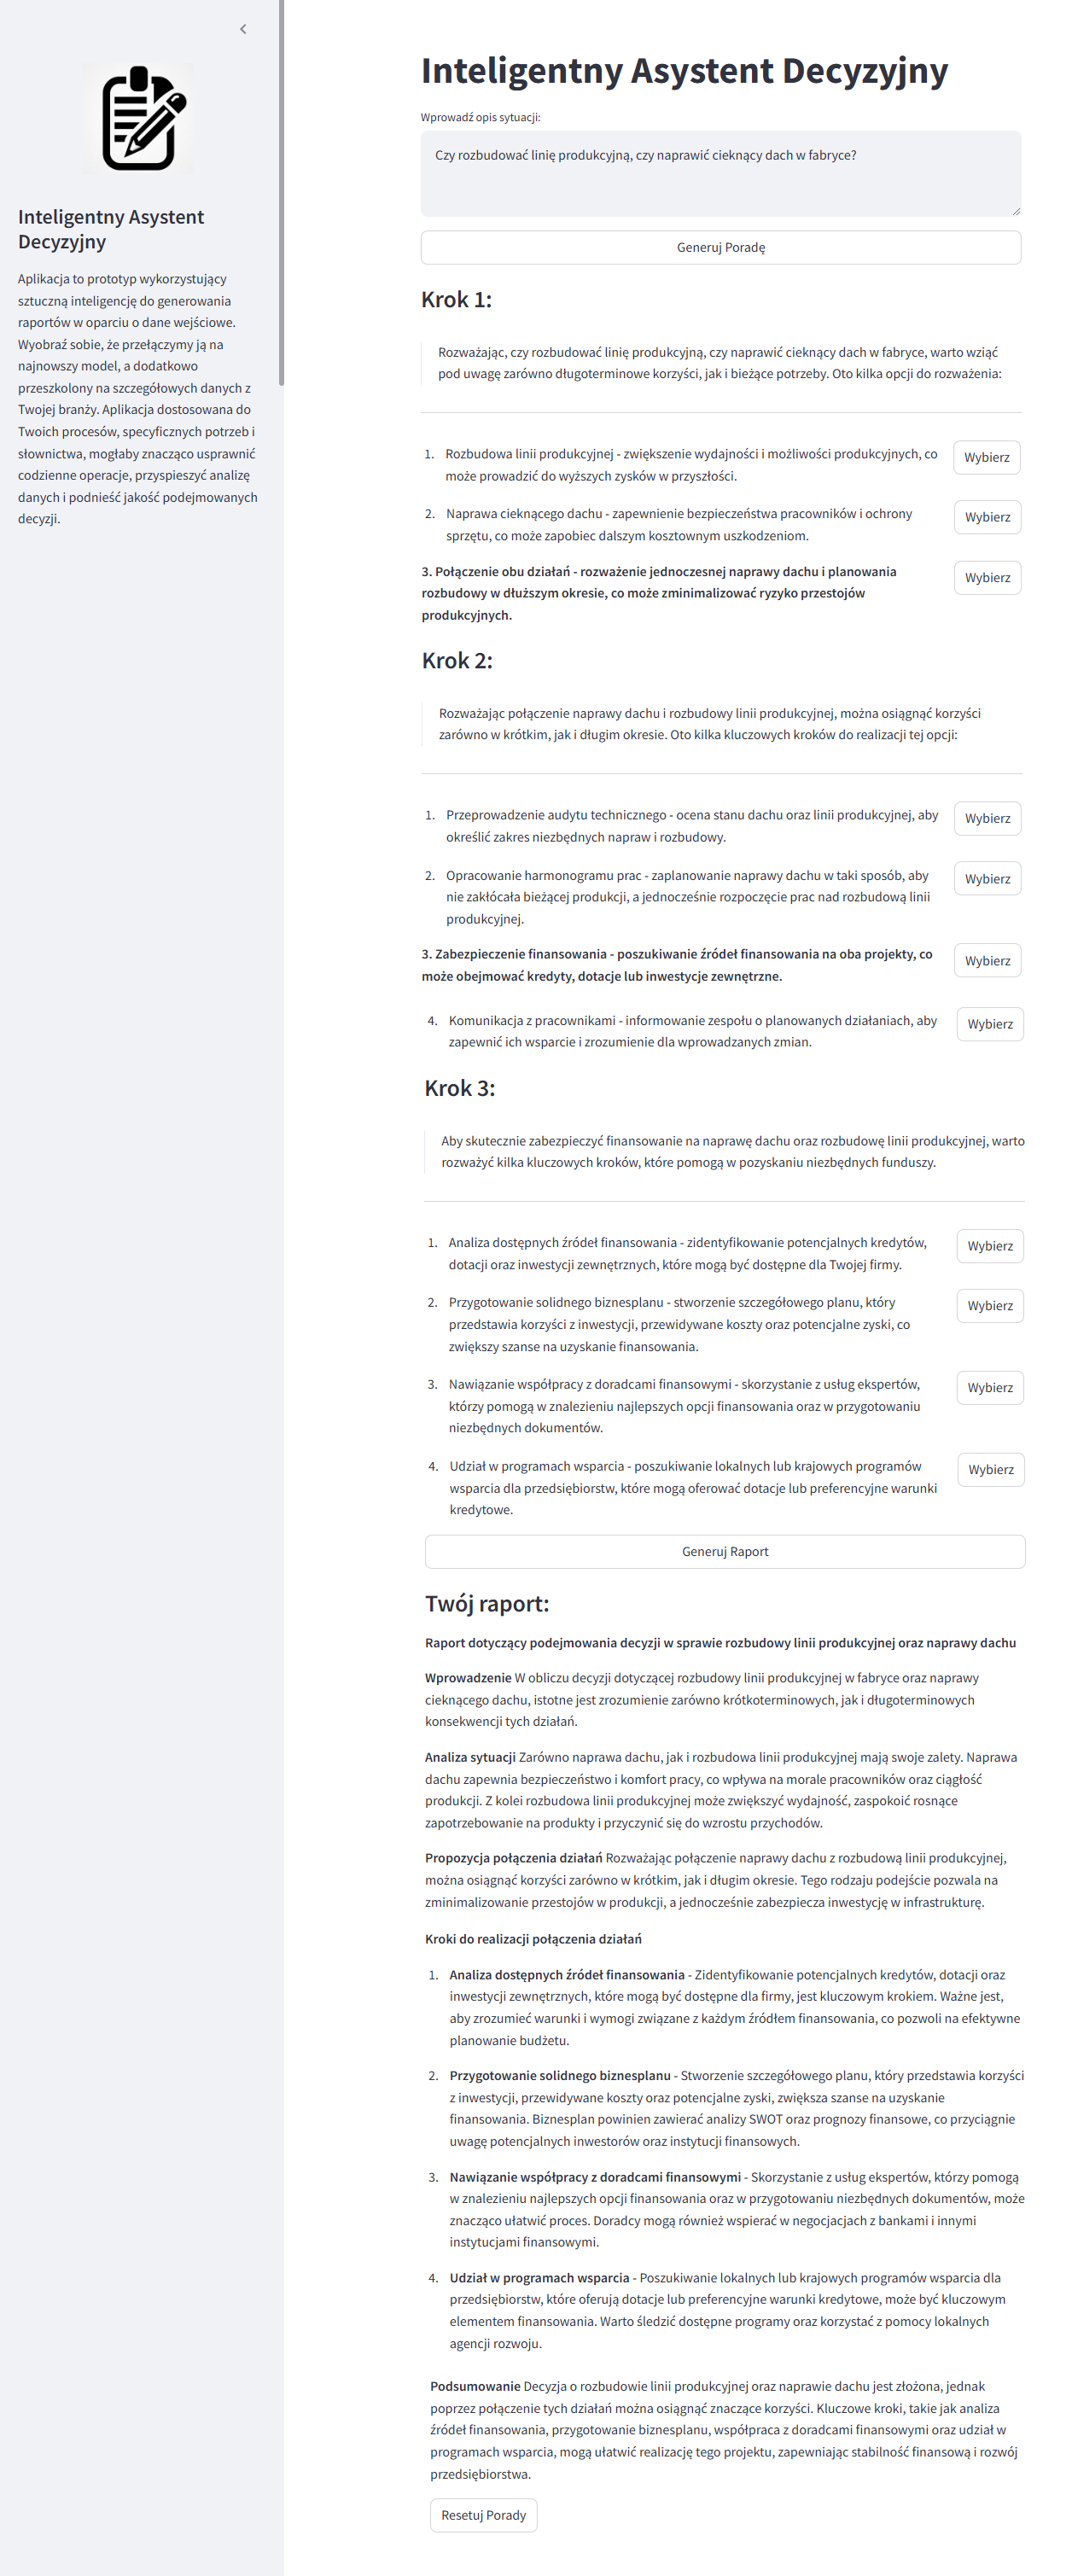 Inteligentny Asystent
Decyzyjny
Aplikacja to prototyp wykorzystujący
sztuczną inteligencję do generowania
raportów w oparciu o dane wejściowe.
Wyobraź sobie, że przełączymy ją na
najnowszy model, a dodatkowo
przeszkolony na szczegółowych danych z
Twojej branży. Aplikacja dostosowana do
Twoich procesów, specyficznych potrzeb i
słownictwa, mogłaby znacząco usprawnić
codzienne operacje, przyspieszyć analizę
danych i podnieść jakość podejmowanych
decyzji.
Inteligentny Asystent Decyzyjny
Wprowadź opis sytuacji:
Czy rozbudować linię produkcyjną, czy naprawić cieknący dach w fabryce?
Generuj Poradę
Krok 1:
Rozważając, czy rozbudować linię produkcyjną, czy naprawić cieknący dach w fabryce, warto wziąć
pod uwagę zarówno długoterminowe korzyści, jak i bieżące potrzeby. Oto kilka opcji do rozważenia:
1. Rozbudowa linii produkcyjnej - zwiększenie wydajności i możliwości produkcyjnych, co
może prowadzić do wyższych zysków w przyszłości.
Wybierz
2. Naprawa cieknącego dachu - zapewnienie bezpieczeństwa pracowników i ochrony
sprzętu, co może zapobiec dalszym kosztownym uszkodzeniom.
Wybierz
3. Połączenie obu działań - rozważenie jednoczesnej naprawy dachu i planowania
rozbudowy w dłuższym okresie, co może zminimalizować ryzyko przestojów
produkcyjnych.
Wybierz
Krok 2:
Rozważając połączenie naprawy dachu i rozbudowy linii produkcyjnej, można osiągnąć korzyści
zarówno w krótkim, jak i długim okresie. Oto kilka kluczowych kroków do realizacji tej opcji:
1. Przeprowadzenie audytu technicznego - ocena stanu dachu oraz linii produkcyjnej, aby
określić zakres niezbędnych napraw i rozbudowy.
Wybierz
2. Opracowanie harmonogramu prac - zaplanowanie naprawy dachu w taki sposób, aby
nie zakłócała bieżącej produkcji, a jednocześnie rozpoczęcie prac nad rozbudową linii
produkcyjnej.
Wybierz
3. Zabezpieczenie finansowania - poszukiwanie źródeł finansowania na oba projekty, co
może obejmować kredyty, dotacje lub inwestycje zewnętrzne.
Wybierz
4. Komunikacja z pracownikami - informowanie zespołu o planowanych działaniach, aby
zapewnić ich wsparcie i zrozumienie dla wprowadzanych zmian.
Wybierz
Krok 3:
Aby skutecznie zabezpieczyć finansowanie na naprawę dachu oraz rozbudowę linii produkcyjnej, warto
rozważyć kilka kluczowych kroków, które pomogą w pozyskaniu niezbędnych funduszy.
1. Analiza dostępnych źródeł finansowania - zidentyfikowanie potencjalnych kredytów,
dotacji oraz inwestycji zewnętrznych, które mogą być dostępne dla Twojej firmy.
Wybierz
2. Przygotowanie solidnego biznesplanu - stworzenie szczegółowego planu, który
przedstawia korzyści z inwestycji, przewidywane koszty oraz potencjalne zyski, co
zwiększy szanse na uzyskanie finansowania.
Wybierz
3. Nawiązanie współpracy z doradcami finansowymi - skorzystanie z usług ekspertów,
którzy pomogą w znalezieniu najlepszych opcji finansowania oraz w przygotowaniu
niezbędnych dokumentów.
Wybierz
4. Udział w programach wsparcia - poszukiwanie lokalnych lub krajowych programów
wsparcia dla przedsiębiorstw, które mogą oferować dotacje lub preferencyjne warunki
kredytowe.
Wybierz
Generuj Raport
Twój raport:
Raport dotyczący podejmowania decyzji w sprawie rozbudowy linii produkcyjnej oraz naprawy dachu
Wprowadzenie W obliczu decyzji dotyczącej rozbudowy linii produkcyjnej w fabryce oraz naprawy
cieknącego dachu, istotne jest zrozumienie zarówno krótkoterminowych, jak i długoterminowych
konsekwencji tych działań.
Analiza sytuacji Zarówno naprawa dachu, jak i rozbudowa linii produkcyjnej mają swoje zalety. Naprawa
dachu zapewnia bezpieczeństwo i komfort pracy, co wpływa na morale pracowników oraz ciągłość
produkcji. Z kolei rozbudowa linii produkcyjnej może zwiększyć wydajność, zaspokoić rosnące
zapotrzebowanie na produkty i przyczynić się do wzrostu przychodów.
Propozycja połączenia działań Rozważając połączenie naprawy dachu z rozbudową linii produkcyjnej,
można osiągnąć korzyści zarówno w krótkim, jak i długim okresie. Tego rodzaju podejście pozwala na
zminimalizowanie przestojów w produkcji, a jednocześnie zabezpiecza inwestycję w infrastrukturę.
Kroki do realizacji połączenia działań
1. Analiza dostępnych źródeł finansowania - Zidentyfikowanie potencjalnych kredytów, dotacji oraz
inwestycji zewnętrznych, które mogą być dostępne dla firmy, jest kluczowym krokiem. Ważne jest,
aby zrozumieć warunki i wymogi związane z każdym źródłem finansowania, co pozwoli na efektywne
planowanie budżetu.
2. Przygotowanie solidnego biznesplanu - Stworzenie szczegółowego planu, który przedstawia korzyści
z inwestycji, przewidywane koszty oraz potencjalne zyski, zwiększa szanse na uzyskanie
finansowania. Biznesplan powinien zawierać analizy SWOT oraz prognozy finansowe, co przyciągnie
uwagę potencjalnych inwestorów oraz instytucji finansowych.
3. Nawiązanie współpracy z doradcami finansowymi - Skorzystanie z usług ekspertów, którzy pomogą
w znalezieniu najlepszych opcji finansowania oraz w przygotowaniu niezbędnych dokumentów, może
znacząco ułatwić proces. Doradcy mogą również wspierać w negocjacjach z bankami i innymi
instytucjami finansowymi.
4. Udział w programach wsparcia - Poszukiwanie lokalnych lub krajowych programów wsparcia dla
przedsiębiorstw, które oferują dotacje lub preferencyjne warunki kredytowe, może być kluczowym
elementem finansowania. Warto śledzić dostępne programy oraz korzystać z pomocy lokalnych
agencji rozwoju.
Podsumowanie Decyzja o rozbudowie linii produkcyjnej oraz naprawie dachu jest złożona, jednak
poprzez połączenie tych działań można osiągnąć znaczące korzyści. Kluczowe kroki, takie jak analiza
źródeł finansowania, przygotowanie biznesplanu, współpraca z doradcami finansowymi oraz udział w
programach wsparcia, mogą ułatwić realizację tego projektu, zapewniając stabilność finansową i rozwój
przedsiębiorstwa.
Resetuj Porady